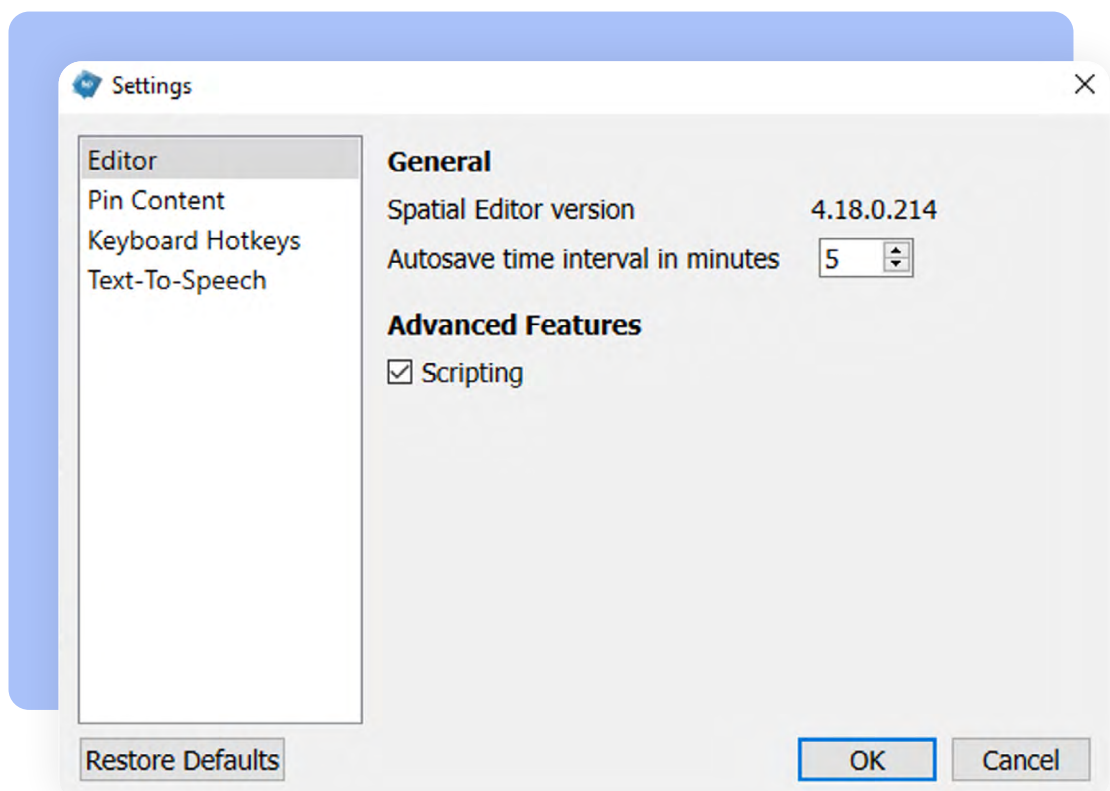 Settings
Editor
Pin Content
Keyboard Hotkeys
Text-To-Speech
General
Spatial Editor version 4.18.0.214
Autosave time interval in minutes 5
Advanced Features
Scripting
Restore Defaults
OK
Cancel